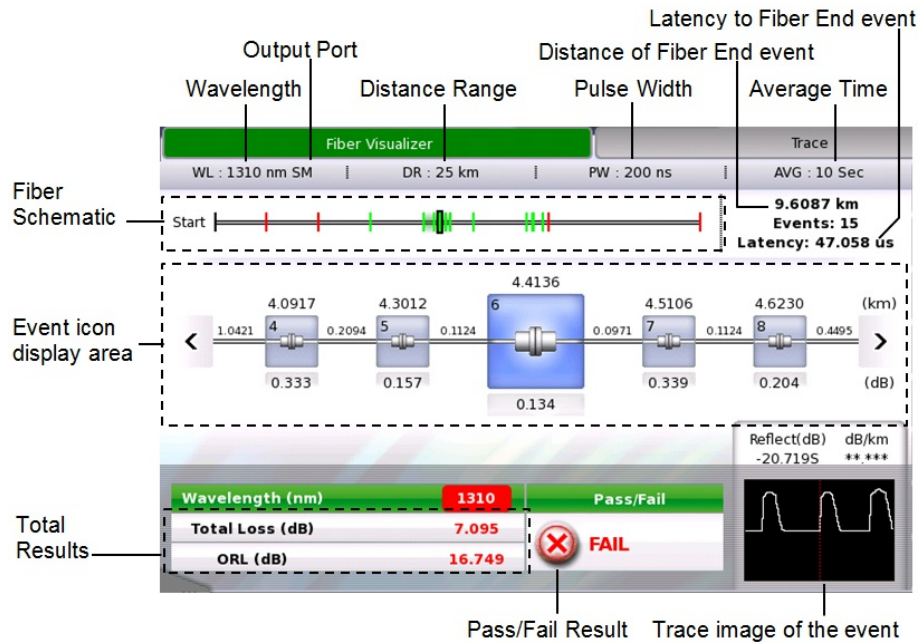 Latency to Fiber End event
Output Port
Distance of Fiber End event
Wavelength
Distance Range
Pulse Width
Average Time
Fiber Visualizer
Trace
WL : 1310 nm SM
DR : 25 km
PW : 200 ns
AVG : 10 Sec
Fiber
Schematic
Start
9.6087 km
Events: 15
Latency: 47.058 us
Event icon
display area
4.0917
4.3012
4.4136
4.5106
4.6230
(km)
1.0421
4
0.2094
5
0.1124
6
0.0971
7
0.1124
8
0.4495
0.333
0.157
0.134
0.339
0.204
(dB)
Reflect(dB)
dB/km
-20.719S
**.***
Total
Results
Wavelength (nm)
1310
Pass/Fail
Total Loss (dB)
7.095
FAIL
ORL (dB)
16.749
Pass/Fail Result
Trace image of the event